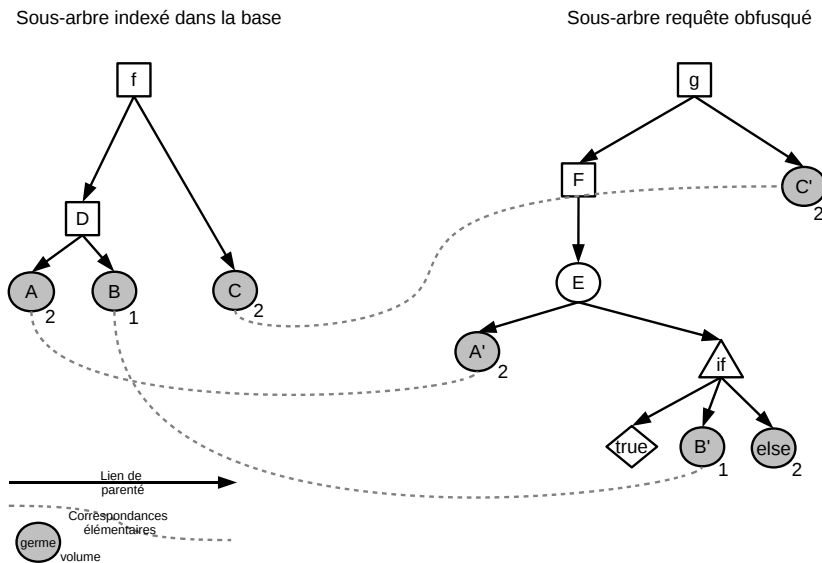 Sous-arbre indexé dans la base
Sous-arbre requête obfusqué
f
g
F
C'
2
D
A
2
B
1
C
2
E
A'
2
if
true
B'
1
else
2
Lien de
parenté
Correspondances
élémentaires
germe
volume